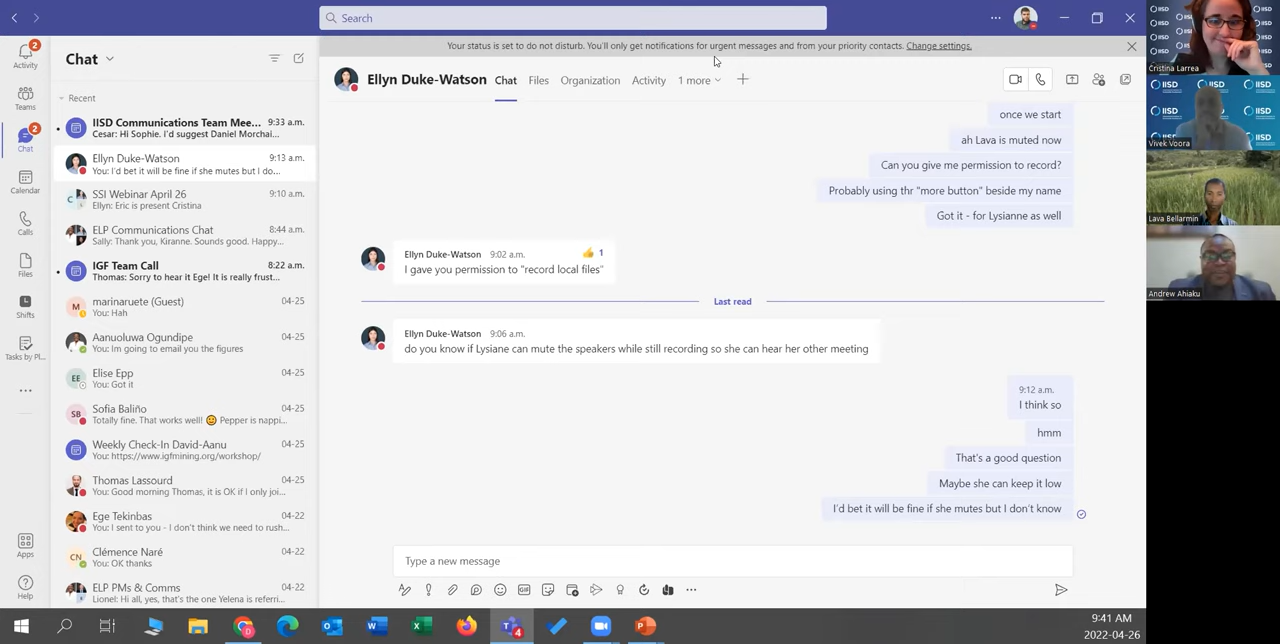 Search
Your status is set to do not disturb. You'll only get notifications for urgent messages and from your priority contacts. Change settings.
2
Activity
Teams
2
Chat
Calendar
Calls
Files
Shifts
Tasks by Pl...
Apps
Help
Chat
Recent
IISD Communications Team Mee... 9:33 a.m.
Cesar: Hi Sophie. i'd suggest Daniel Morchai...
Ellyn Duke-Watson 9:13 a.m.
You: I'd bet it will be fine if she mutes but I do...
C
SSI Webinar April 26 9:10 a.m.
Ellyn: Eric is present Cristina
ELP Communications Chat 8:44 a.m.
Sally: Thank you, Kiranne. Sounds good. Happy...
IGF Team Call 8:22 a.m.
Thomas: Sorry to hear it Ege! It is really frust...
M
marinaruete (Guest) 04-25
You: Hah
Aanuoluwa Ogundipe 04-25
You: Im going to email you the figures
EE
Elise Epp 04-25
You: Got it
SB
Sofia Baliño 04-25
Totally fine. That works well! 😊 Pepper is nappi...
Weekly Check-In David-Aanu 04-25
You: https://www.igfmining.org/workshop/
Thomas Lassourd 04-25
You: Good morning Thomas, it is OK if I only joi...
Ege Tekinbas 04-22
You: I sent to you - I don't think we need to rush...
CN
Clémence Naré 04-22
You: OK thanks
ELP PMs & Comms 04-22
Lionel: Hi all, yes, that's the one Yelena is referri...
Ellyn Duke-Watson Chat Files Organization Activity 1 more
once we start
ah Lava is muted now
Can you give me permission to record?
Probably using thr "more button" beside my name
Got it - for Lysianne as well
Ellyn Duke-Watson 9:02 a.m. 👍 1
I gave you permission to "record local files"
Last read
Ellyn Duke-Watson 9:06 a.m.
do you know if Lysiane can mute the speakers while still recording so she can hear her other meeting
9:12 a.m.
I think so
hmm
That's a good question
Maybe she can keep it low
I'd bet it will be fine if she mutes but I don't know
Type a new message
GIF
4
9:41 AM
2022-04-26
IISD
Cristina Larrea
IISD
Vivek Voora
Lava Bellarmin
Andrew Ahiaku